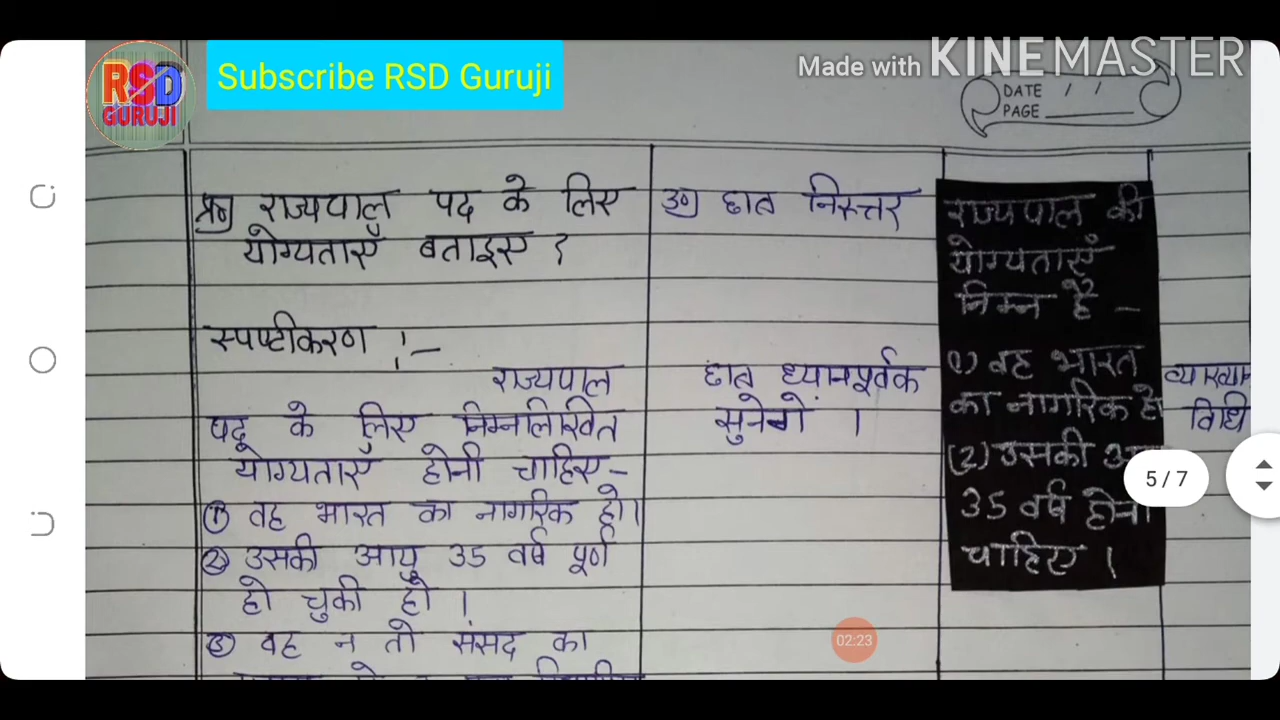 RSD
GURUJI
Subscribe RSD Guruji
Made with KINEMASTER
DATE / /
PAGE
प्र०) राज्यपाल पद के लिए
योग्यताएँ बताइए ?
स्पष्टीकरण :-
राज्यपाल
पद के लिए निम्नलिखित
योग्यताएँ होनी चाहिए-
① वह भारत का नागरिक हो।
② उसकी आयु 35 वर्ष पूर्ण
हो चुकी हो ।
③ वह न तो संसद का
उ०) छात्र निरुत्तर
छात्र ध्यानपूर्वक
सुनेगें ।
राज्यपाल की
योग्यताएँ
निम्न है -
(1) वह भारत
का नागरिक हो
(2) उसकी
35 वर्ष होनी
चाहिए ।
व्याख्यान
विधि
5 / 7
02:23